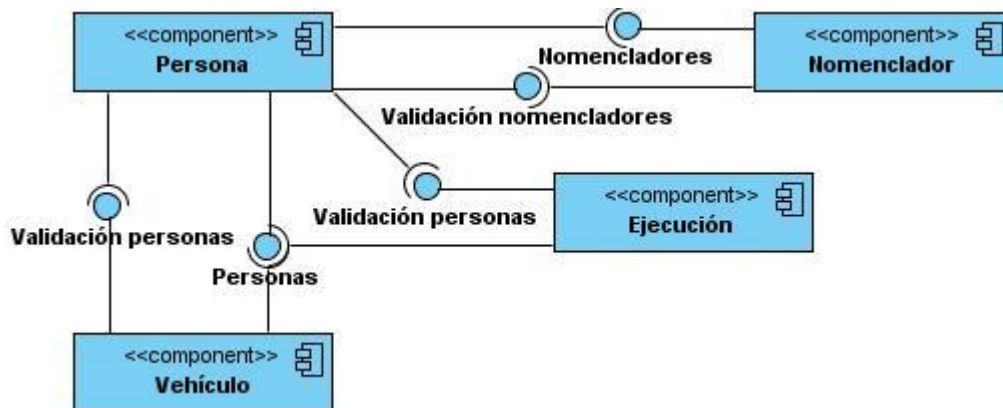 <<component>>
Persona
Nomencladores
<<component>>
Nomenclador
Validación nomencladores
<<component>>
Ejecución
Validación personas
Validación personas
Personas
<<component>>
Vehículo